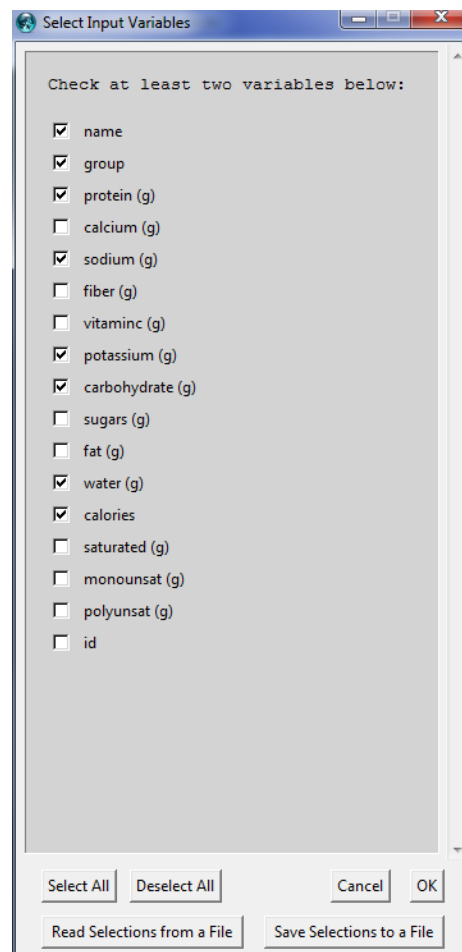 Select Input Variables
Check at least two variables below:
name
group
protein (g)
calcium (g)
sodium (g)
fiber (g)
vitaminc (g)
potassium (g)
carbohydrate (g)
sugars (g)
fat (g)
water (g)
calories
saturated (g)
monounsat (g)
polyunsat (g)
id
Select All Deselect All Cancel OK
Read Selections from a File Save Selections to a File